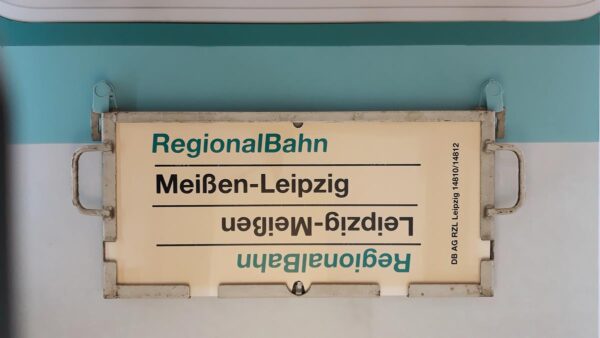 RegionalBahn
Meißen-Leipzig
Leipzig-Meißen
RegionalBahn
DB AG RZL Leipzig 14810/14812